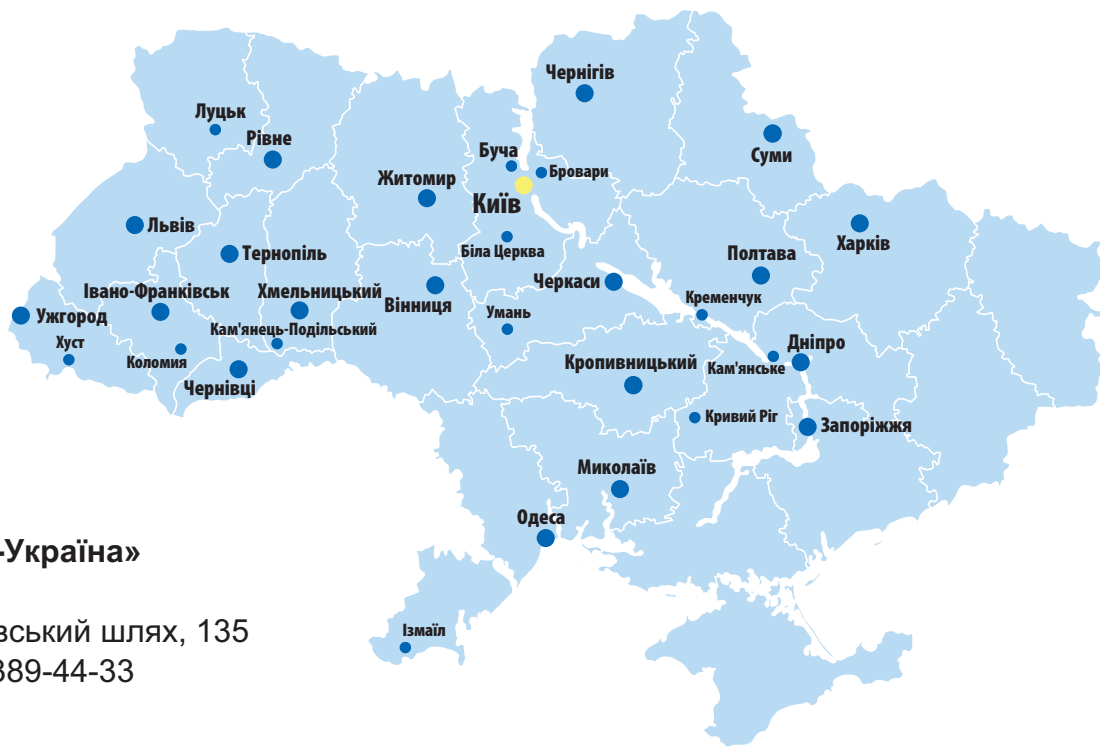 Чернігів
Луцьк
Рівне
Суми
Буча
Бровари
Житомир
Київ
Львів
Харків
Тернопіль
Біла Церква
Полтава
Черкаси
Івано-Франківськ
Хмельницький
Вінниця
Кременчук
Ужгород
Умань
Кам'янець-Подільський
Хуст
Коломия
Дніпро
Чернівці
Кропивницький
Кам'янське
Кривий Ріг
Запоріжжя
Миколаїв
Одеса
-Україна»
вський шлях, 135
389-44-33
Ізмаїл